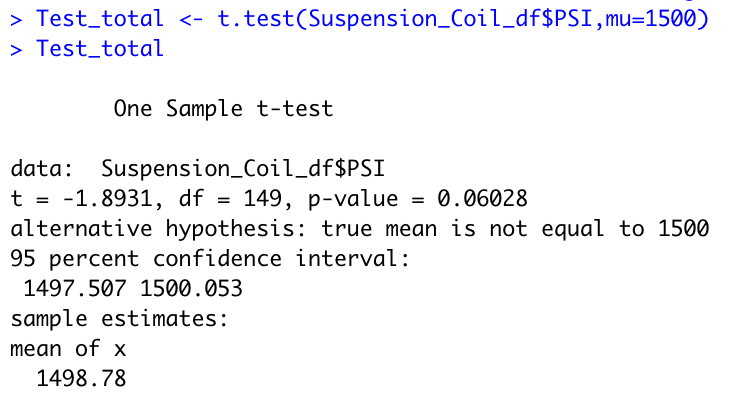 > Test_total <- t.test(Suspension_Coil_df$PSI,mu=1500)
> Test_total
One Sample t-test
data:  Suspension_Coil_df$PSI
t = -1.8931, df = 149, p-value = 0.06028
alternative hypothesis: true mean is not equal to 1500
95 percent confidence interval:
1497.507 1500.053
sample estimates:
mean of x
1498.78